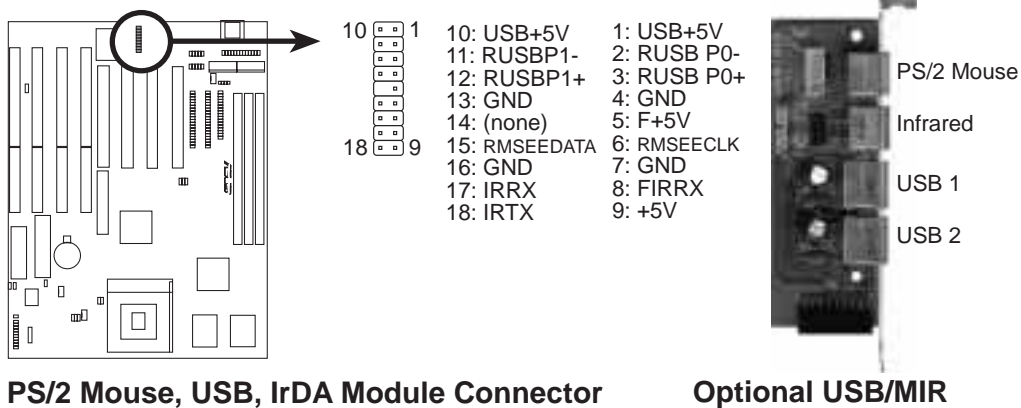 10 1
18 9
10: USB+5V
11: RUSBP1-
12: RUSBP1+
13: GND
14: (none)
15: RMSEEDATA
16: GND
17: IRRX
18: IRTX
1: USB+5V
2: RUSB P0-
3: RUSB P0+
4: GND
5: F+5V
6: RMSEECLK
7: GND
8: FIRRX
9: +5V
PS/2 Mouse
Infrared
USB 1
USB 2
PS/2 Mouse, USB, IrDA Module Connector
Optional USB/MIR